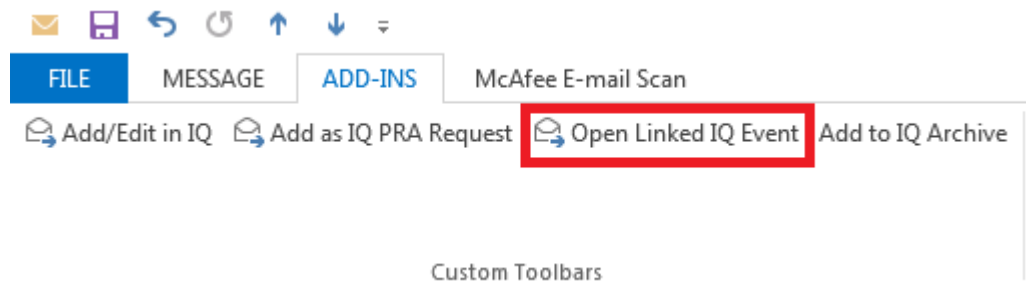 FILE MESSAGE ADD-INS McAfee E-mail Scan
Add/Edit in IQ Add as IQ PRA Request Open Linked IQ Event Add to IQ Archive
Custom Toolbars